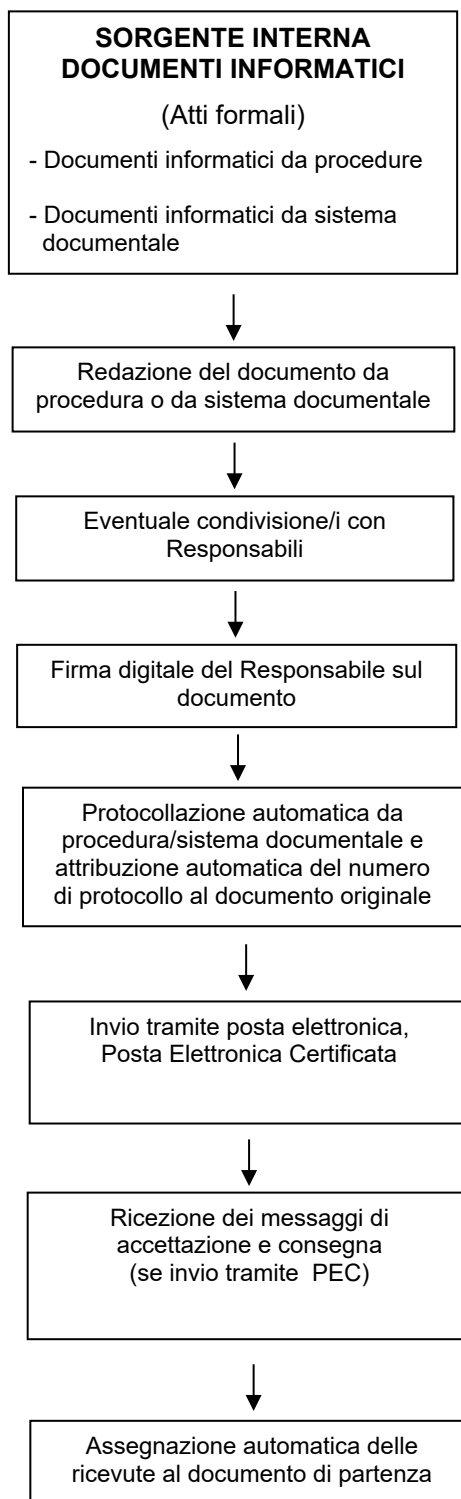 SORGENTE INTERNA
DOCUMENTI INFORMATICI
(Atti formali)
- Documenti informatici da procedure
- Documenti informatici da sistema
documentale
Redazione del documento da
procedura o da sistema documentale
Eventuale condivisione/i con
Responsabili
Firma digitale del Responsabile sul
documento
Protocollazione automatica da
procedura/sistema documentale e
attribuzione automatica del numero
di protocollo al documento originale
Invio tramite posta elettronica,
Posta Elettronica Certificata
Ricezione dei messaggi di
accettazione e consegna
(se invio tramite PEC)
Assegnazione automatica delle
ricevute al documento di partenza